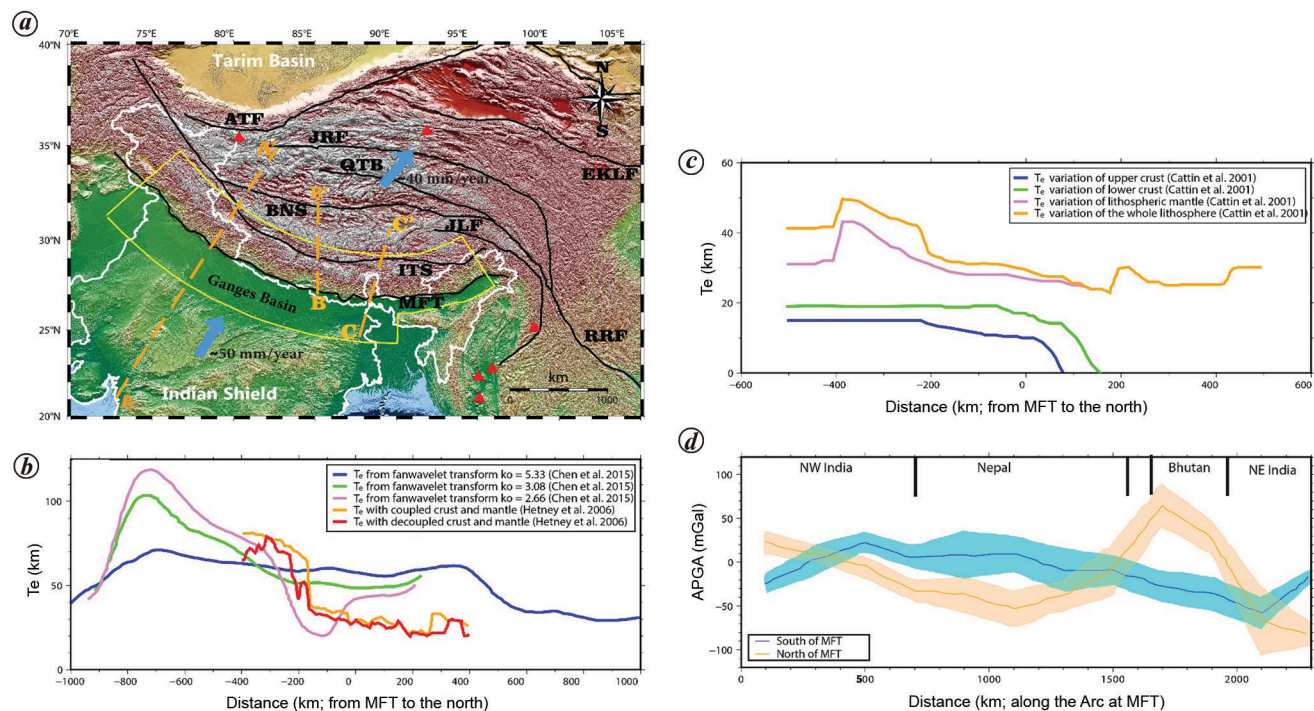 a
70°E 75°E 80°E 85°E 90°E 95°E 100°E 105°E
40°N
35°N
30°N
25°N
20°N
Tarim Basin
N
S
ATF
JRF
A'
QTB
~40 mm/year
EKLF
B'
BNS
C'
JLF
ITS
Ganges Basin
B
MFT
C
~50 mm/year
RRF
Indian Shield
A
km
0 1000
b
Te from fanwavelet transform ko = 5.33 (Chen et al. 2015)
Te from fanwavelet transform ko = 3.08 (Chen et al. 2015)
Te from fanwavelet transform ko = 2.66 (Chen et al. 2015)
Te with coupled crust and mantle (Hetney et al. 2006)
Te with decoupled crust and mantle (Hetney et al. 2006)
Te (km)
100
50
0
-1000 -800 -600 -400 -200 0 200 400 600 800 1000
Distance (km; from MFT to the north)
c
Te variation of upper crust (Cattin et al. 2001)
Te variation of lower crust (Cattin et al. 2001)
Te variation of lithospheric mantle (Cattin et al. 2001)
Te variation of the whole lithosphere (Cattin et al. 2001)
Te (km)
60
40
20
0
−600 −400 −200 0 200 400 600
Distance (km; from MFT to the north)
d
NW India Nepal Bhutan NE India
APGA (mGal)
100
50
0
-50
-100
South of MFT
North of MFT
0 500 1000 1500 2000
Distance (km; along the Arc at MFT)